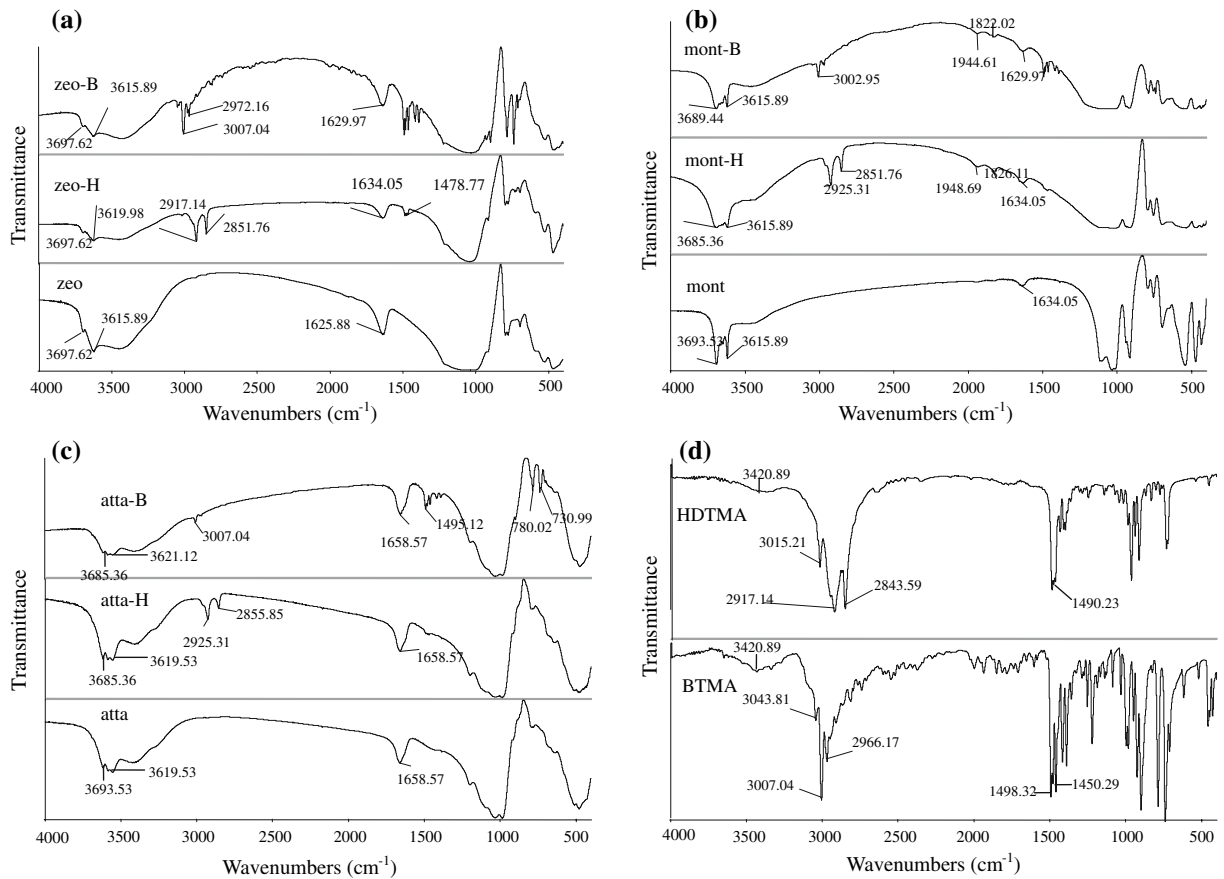 (a)
Transmittance
zeo-B
3615.89
3697.62
2972.16
3007.04
1629.97
zeo-H
3619.98
3697.62
2917.14
2851.76
1634.05
1478.77
zeo
3615.89
3697.62
1625.88
4000 3500 3000 2500 2000 1500 1000 500
Wavenumbers (cm-1)
(b)
Transmittance
mont-B
3689.44
3615.89
3002.95
1944.61
1822.02
1629.97
mont-H
3685.36
3615.89
2925.31
2851.76
1948.69
1826.11
1634.05
mont
3693.53
3615.89
1634.05
4000 3500 3000 2500 2000 1500 1000 500
Wavenumbers (cm-1)
(c)
Transmittance
atta-B
3685.36
3621.12
3007.04
1658.57
1495.12
780.02
730.99
atta-H
3685.36
3619.53
2925.31
2855.85
1658.57
atta
3693.53
3619.53
1658.57
4000 3500 3000 2500 2000 1500 1000 500
Wavenumbers (cm-1)
(d)
Transmittance
3420.89
HDTMA
3015.21
2917.14
2843.59
1490.23
3420.89
BTMA
3043.81
3007.04
2966.17
1498.32
1450.29
4000 3500 3000 2500 2000 1500 1000 500
Wavenumbers (cm-1)